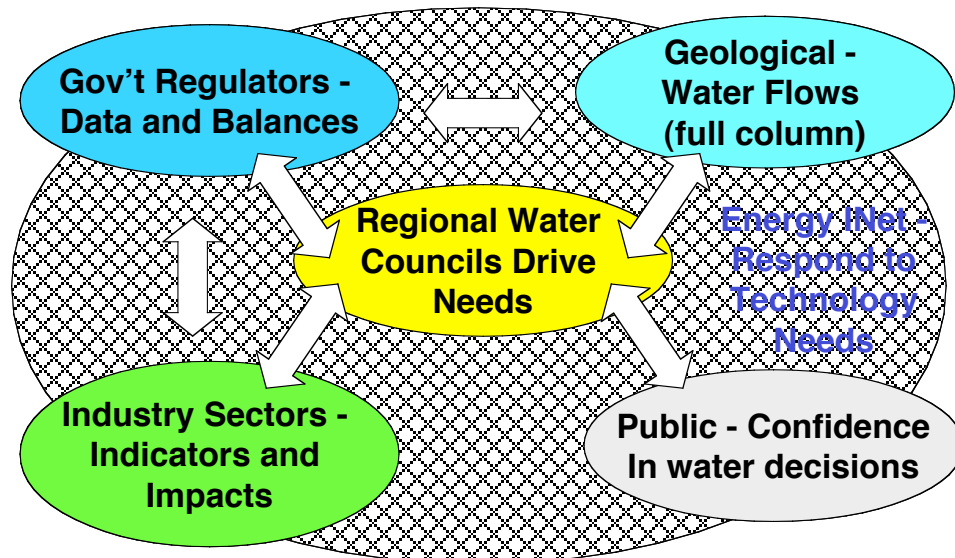 Gov't Regulators -
Data and Balances
Geological -
Water Flows
(full column)
Regional Water
Councils Drive
Needs
Energy INet -
Respond to
Technology
Needs
Industry Sectors -
Indicators and
Impacts
Public - Confidence
In water decisions